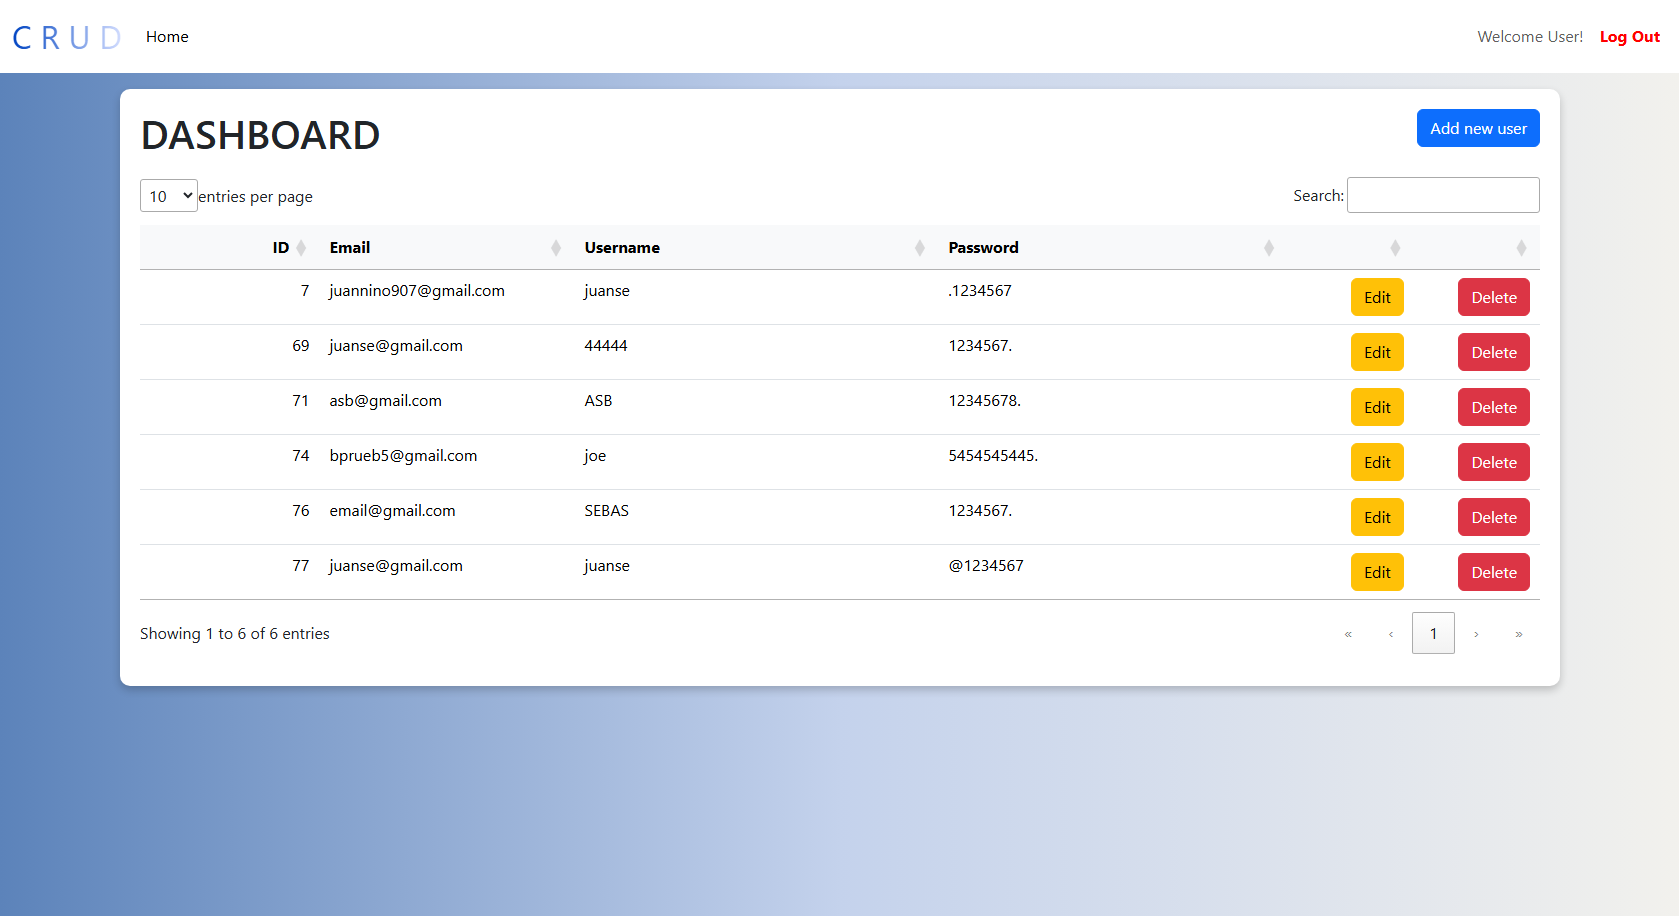 CRUD Home Welcome User! Log Out
DASHBOARD Add new user
10 entries per page Search:
ID Email Username Password
7 juannino907@gmail.com juanse .1234567 Edit Delete
69 juanse@gmail.com 44444 1234567. Edit Delete
71 asb@gmail.com ASB 12345678. Edit Delete
74 bprueb5@gmail.com joe 5454545445. Edit Delete
76 email@gmail.com SEBAS 1234567. Edit Delete
77 juanse@gmail.com juanse @1234567 Edit Delete
Showing 1 to 6 of 6 entries « ‹ 1 › »